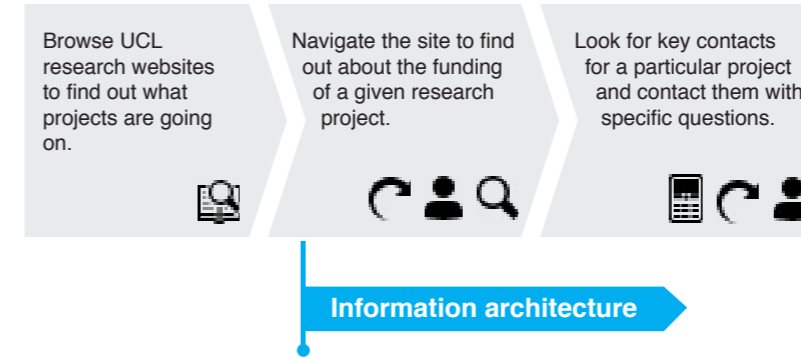 Browse UCL
research websites
to find out what
projects are going
on.
Navigate the site to find
out about the funding
of a given research
project.
Look for key contacts
for a particular project
and contact them with
specific questions.
Information architecture